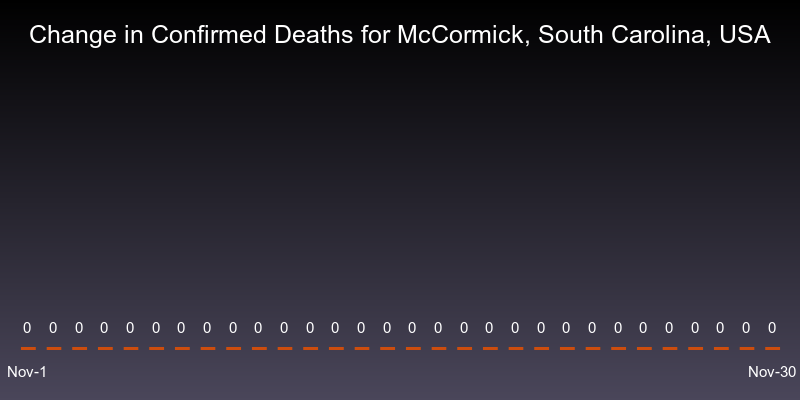 Change in Confirmed Deaths for McCormick, South Carolina, USA
0 0 0 0 0 0 0 0 0 0 0 0 0 0 0 0 0 0 0 0 0 0 0 0 0 0 0 0 0 0
Nov-1 Nov-30